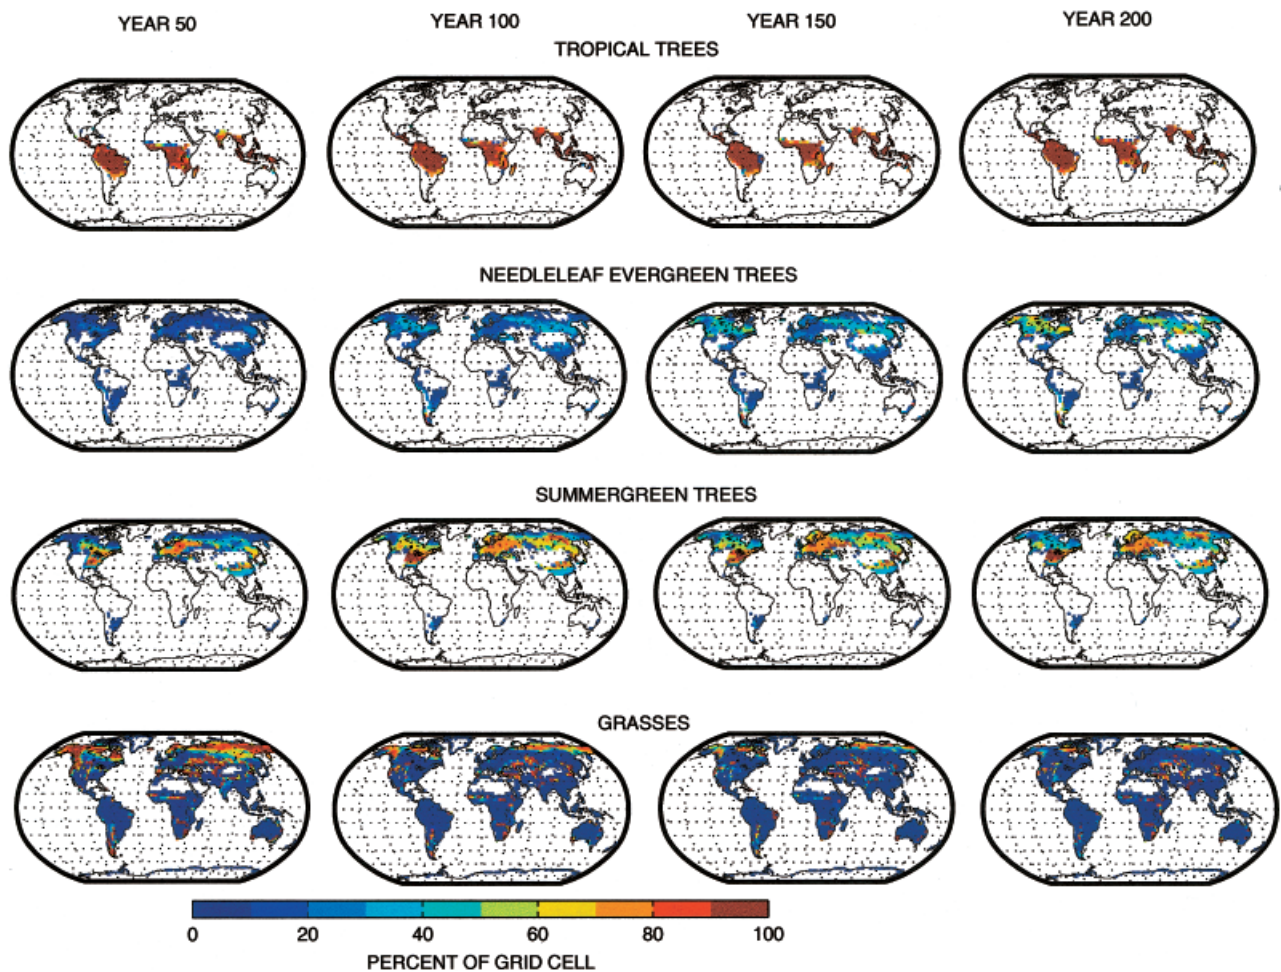 YEAR 50 YEAR 100 YEAR 150 YEAR 200
TROPICAL TREES
NEEDLELEAF EVERGREEN TREES
SUMMERGREEN TREES
GRASSES
0 20 40 60 80 100
PERCENT OF GRID CELL